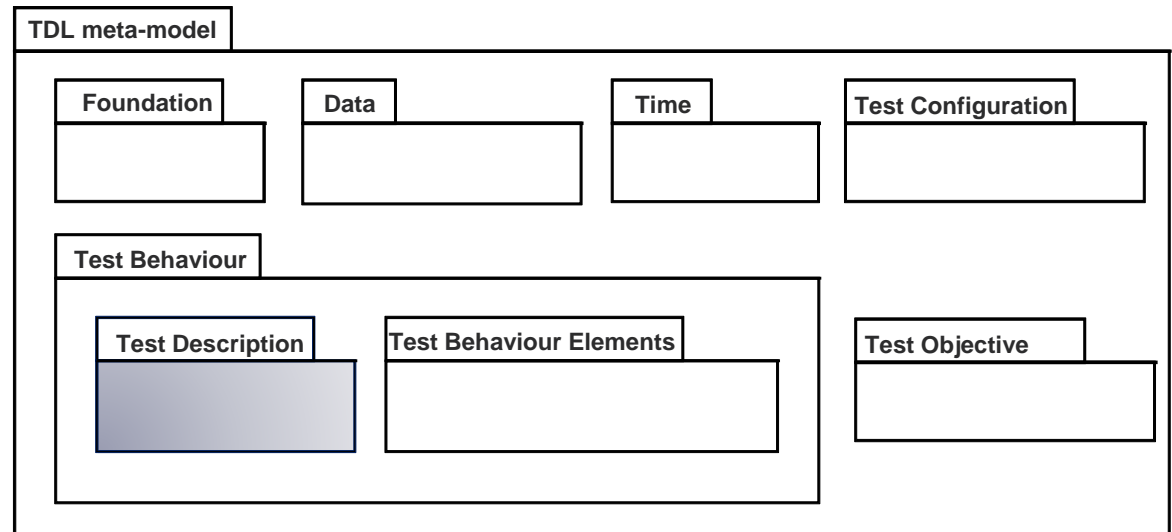 TDL meta-model
Foundation
Data
Time
Test Configuration
Test Behaviour
Test Description
Test Behaviour Elements
Test Objective